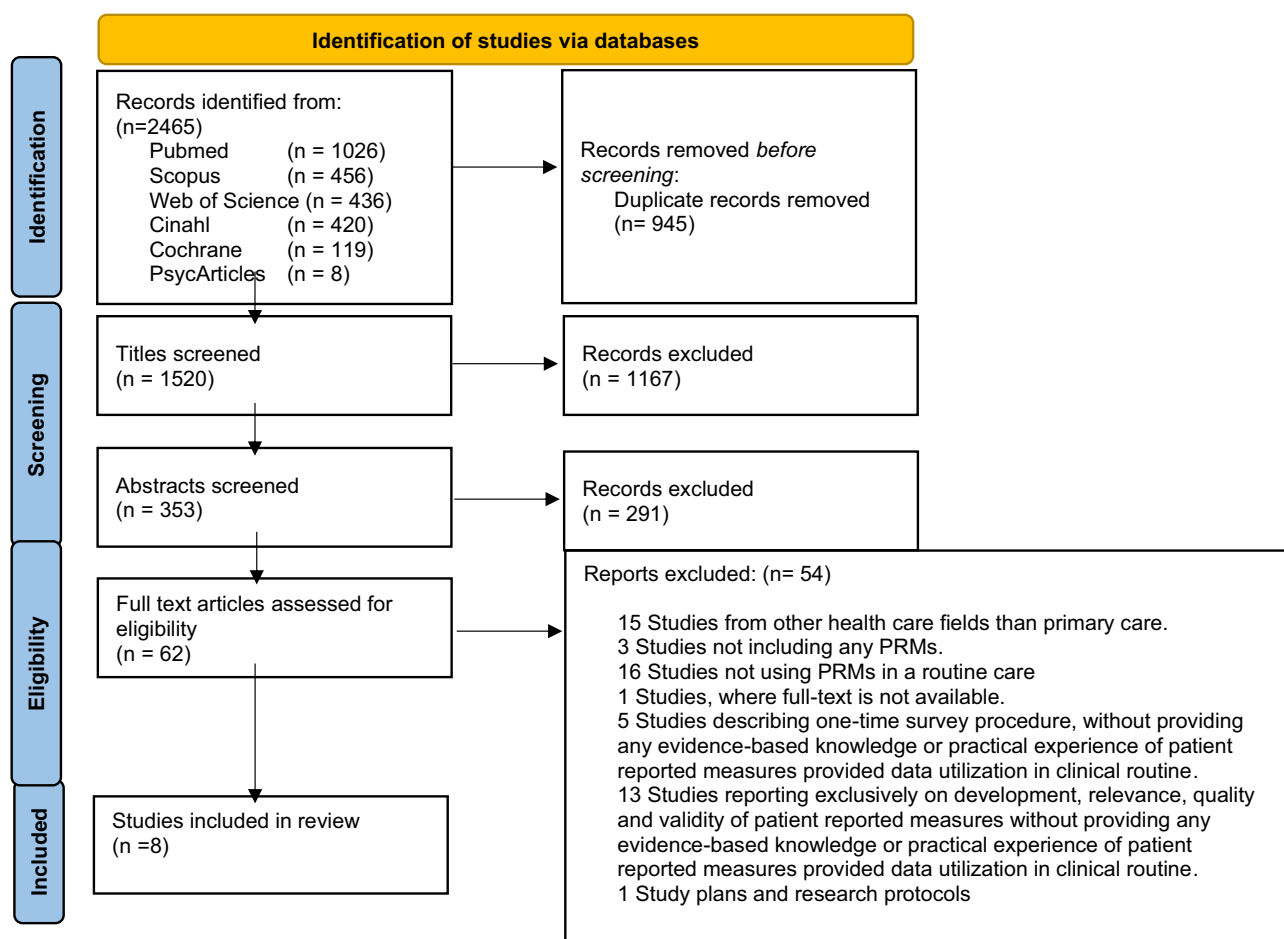 Identification of studies via databases
Identification
Records identified from:
(n=2465)
Pubmed (n = 1026)
Scopus (n = 456)
Web of Science (n = 436)
Cinahl (n = 420)
Cochrane (n = 119)
PsycArticles (n = 8)
Records removed before
screening:
Duplicate records removed
(n= 945)
Screening
Titles screened
(n = 1520)
Records excluded
(n = 1167)
Abstracts screened
(n = 353)
Records excluded
(n = 291)
Eligibility
Full text articles assessed for
eligibility
(n = 62)
Reports excluded: (n= 54)
15 Studies from other health care fields than primary care.
3 Studies not including any PRMs.
16 Studies not using PRMs in a routine care
1 Studies, where full-text is not available.
5 Studies describing one-time survey procedure, without providing
any evidence-based knowledge or practical experience of patient
reported measures provided data utilization in clinical routine.
13 Studies reporting exclusively on development, relevance, quality
and validity of patient reported measures without providing any
evidence-based knowledge or practical experience of patient
reported measures provided data utilization in clinical routine.
1 Study plans and research protocols
Included
Studies included in review
(n =8)